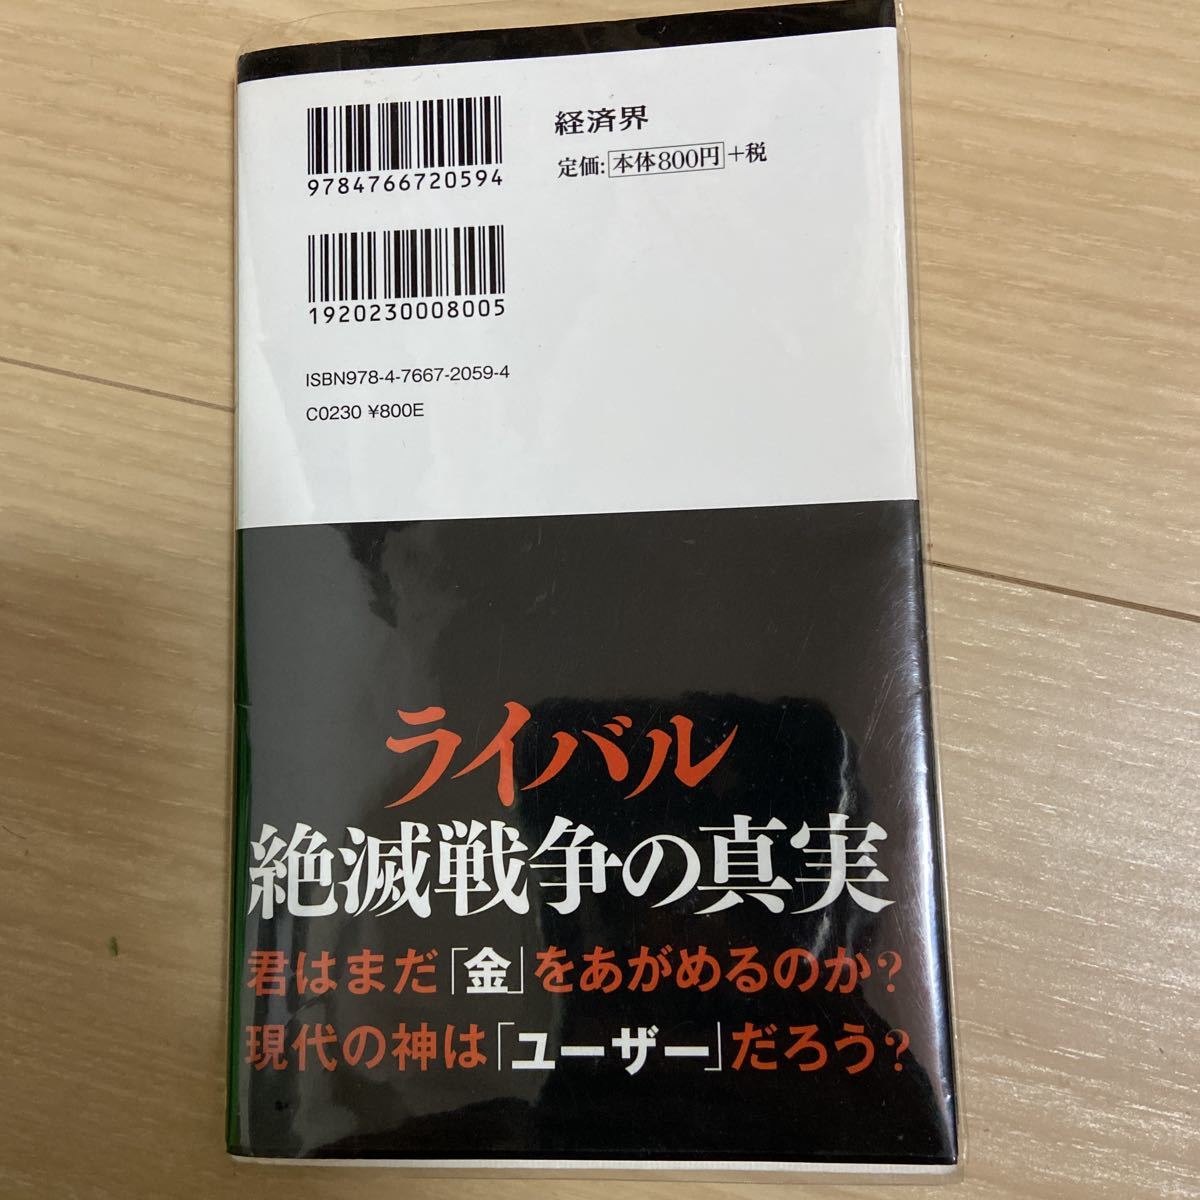 9784766720594
経済界
定価:本体800円+税
1920230008005
ISBN978-4-7667-2059-4
C0230 ¥800E
ライバル
絶滅戦争の真実
君はまだ「金」をあがめるのか?
現代の神は「ユーザー」だろう?